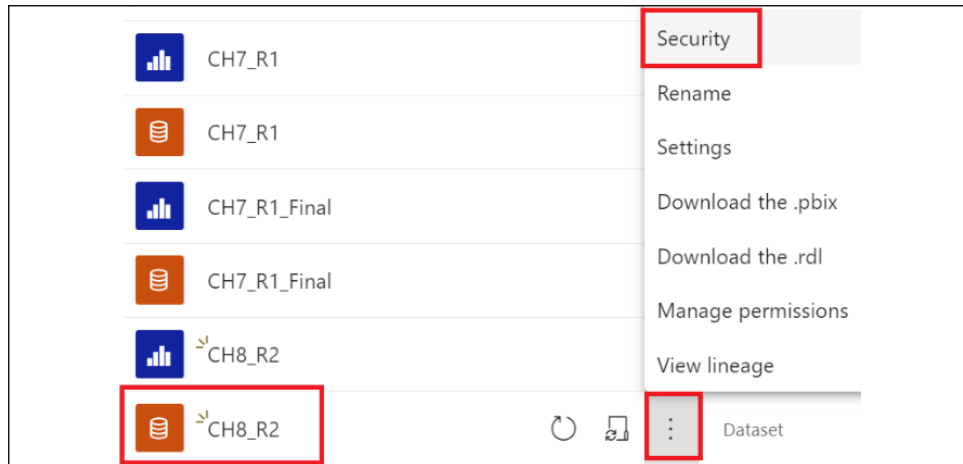 CH7_R1
CH7_R1
CH7_R1_Final
CH7_R1_Final
CH8_R2
CH8_R2
Dataset
Security
Rename
Settings
Download the .pbix
Download the .rdl
Manage permissions
View lineage